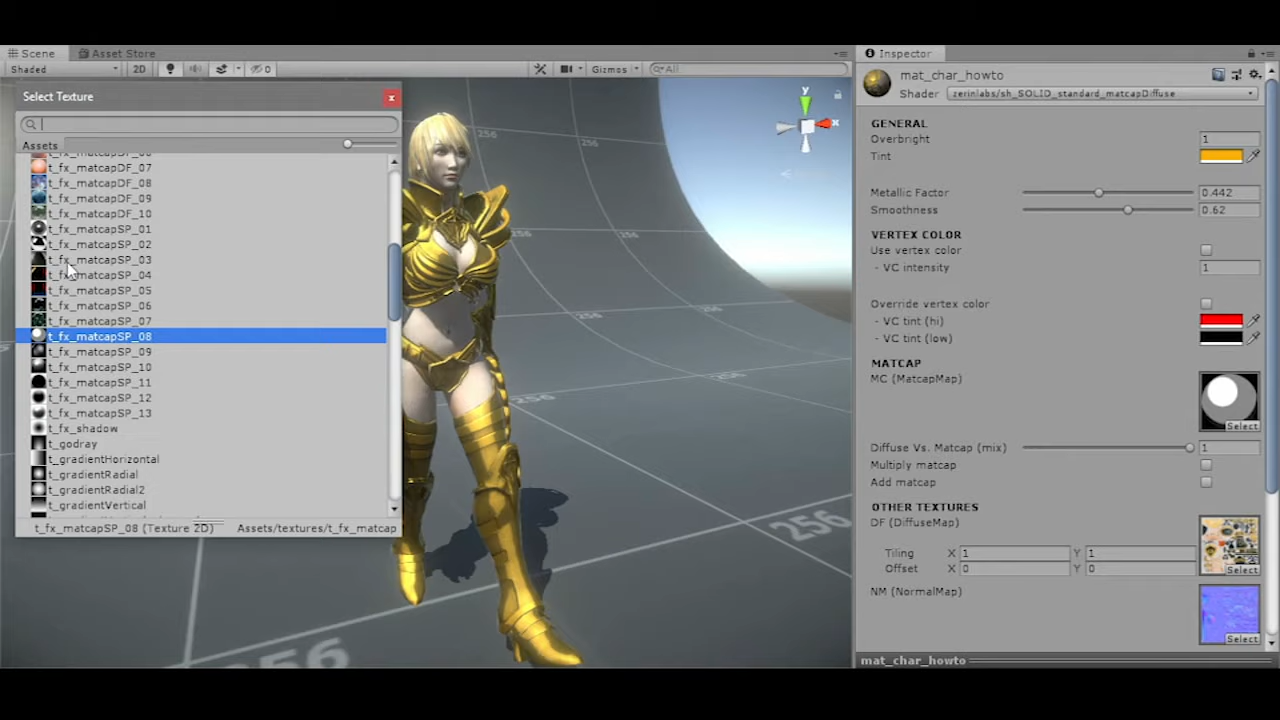 Scene
Asset Store
Inspector
Shaded
2D
0
Gizmos
All
Select Texture
Assets
t_fx_matcapDF_07
t_fx_matcapDF_08
t_fx_matcapDF_09
t_fx_matcapDF_10
t_fx_matcapSP_01
t_fx_matcapSP_02
t_fx_matcapSP_03
t_fx_matcapSP_04
t_fx_matcapSP_05
t_fx_matcapSP_06
t_fx_matcapSP_07
t_fx_matcapSP_08
t_fx_matcapSP_09
t_fx_matcapSP_10
t_fx_matcapSP_11
t_fx_matcapSP_12
t_fx_matcapSP_13
t_fx_shadow
t_godray
t_gradientHorizontal
t_gradientRadial
t_gradientRadial2
t_gradientVertical
t_fx_matcapSP_08 (Texture 2D) Assets/textures/t_fx_matcap
y
x
256
256
256
256
256
256
256
256
mat_char_howto
Shader zerinlabs/sh_SOLID_standard_matcapDiffuse
GENERAL
Overbright 1
Tint
Metallic Factor 0.442
Smoothness 0.62
VERTEX COLOR
Use vertex color
- VC intensity 1
Override vertex color
- VC tint (hi)
- VC tint (low)
MATCAP
MC (MatcapMap)
Select
Diffuse Vs. Matcap (mix) 1
Multiply matcap
Add matcap
OTHER TEXTURES
DF (DiffuseMap)
Tiling X 1 Y 1
Offset X 0 Y 0
Select
NM (NormalMap)
Select
mat_char_howto